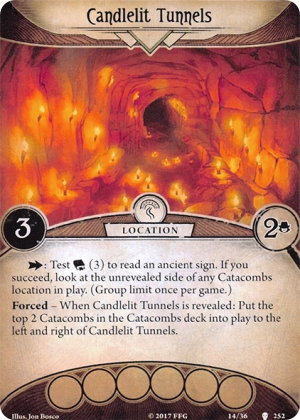 Candlelit Tunnels
3
LOCATION
2
: Test (3) to read an ancient sign. If you
succeed, look at the unrevealed side of any Catacombs
location in play. (Group limit once per game.)
Forced – When Candlelit Tunnels is revealed: Put the
top 2 Catacombs in the Catacombs deck into play to the
left and right of Candlelit Tunnels.
Illus. Jon Bosco © 2017 FFG 14/36 252